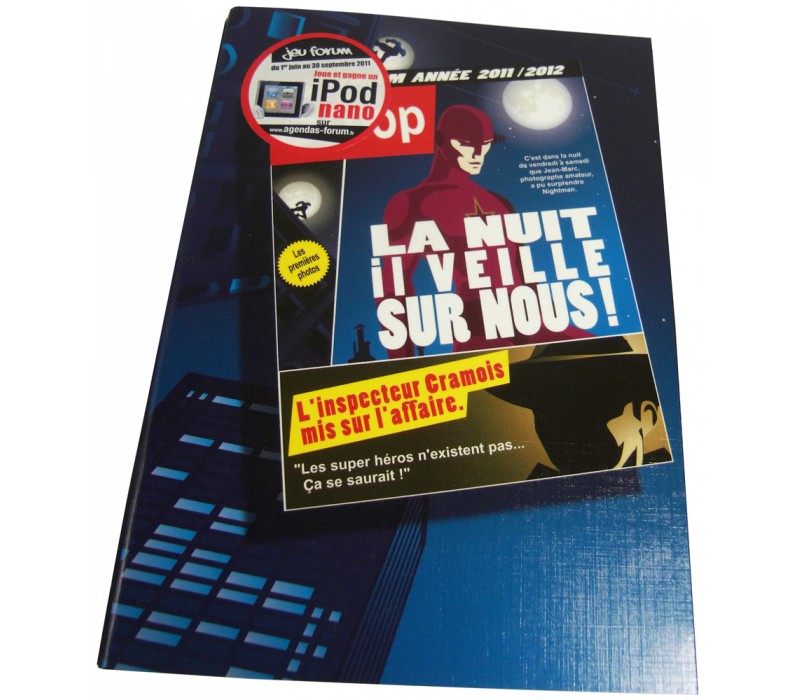 jeu forum
du 1er juin au 30 septembre 2011
Joue et gagne un
iPod
nano
sur
www.agendas-forum.fr
M ANNÉE 2011/2012
op
C'est dans la nuit
de vendredi à samedi
que Jean-Marc,
photographe amateur,
a pu surprendre
Nightman.
LA NUIT
il VEILLE
SUR NOUS!
Les
premières
photos
L'inspecteur Cramois
mis sur l'affaire.
"Les super héros n'existent pas...
Ça se saurait !"